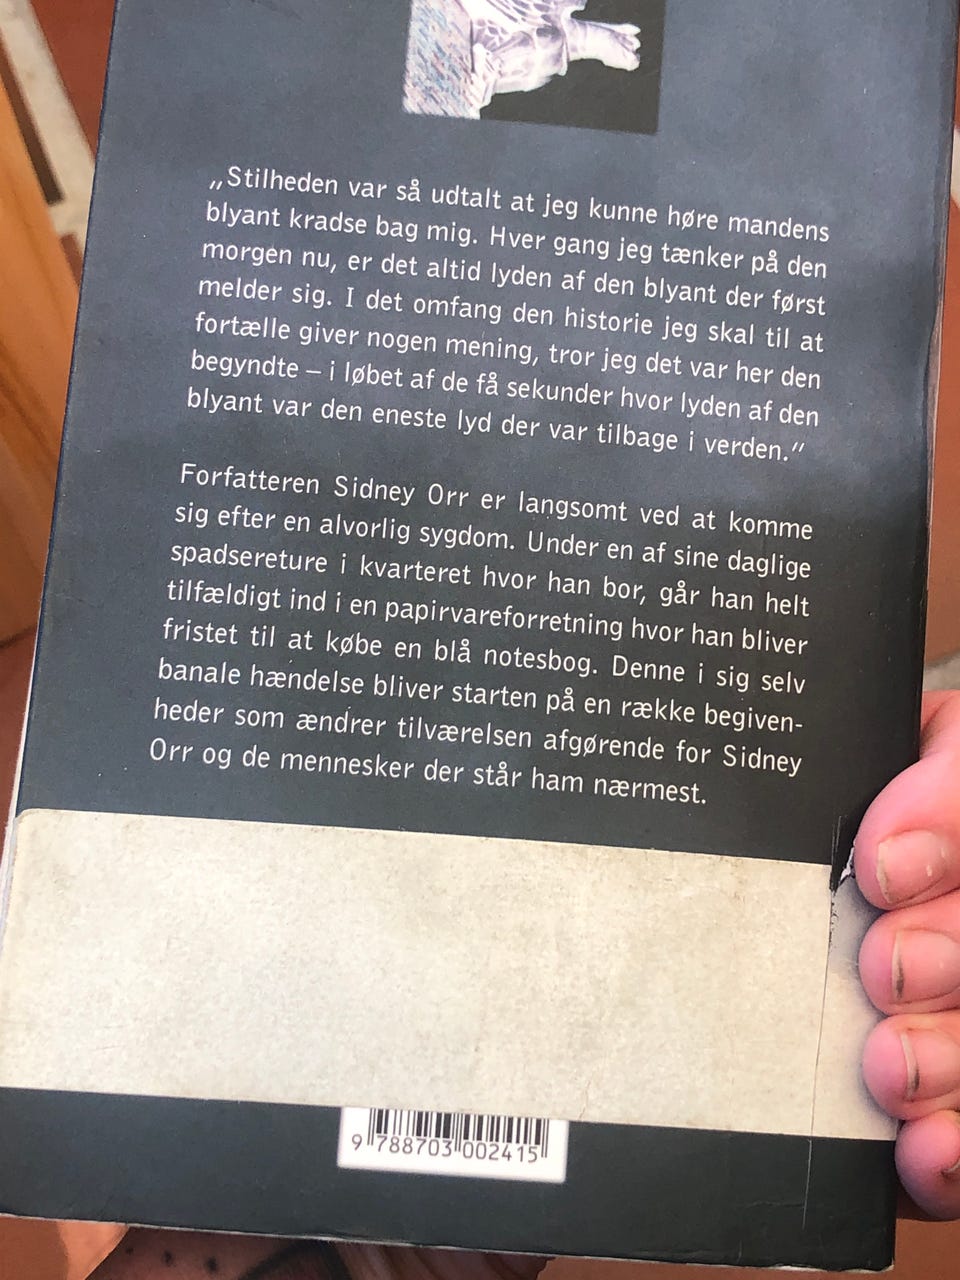 „Stilheden var så udtalt at jeg kunne høre mandens
blyant kradse bag mig. Hver gang jeg tænker på den
morgen nu, er det altid lyden af den blyant der først
melder sig. I det omfang den historie jeg skal til at
fortælle giver nogen mening, tror jeg det var her den
begyndte – i løbet af de få sekunder hvor lyden af den
blyant var den eneste lyd der var tilbage i verden.“
Forfatteren Sidney Orr er langsomt ved at komme
sig efter en alvorlig sygdom. Under en af sine daglige
spadsereture i kvarteret hvor han bor, går han helt
tilfældigt ind i en papirvareforretning hvor han bliver
fristet til at købe en blå notesbog. Denne i sig selv
banale hændelse bliver starten på en række begiven-
heder som ændrer tilværelsen afgørende for Sidney
Orr og de mennesker der står ham nærmest.
9 788703 002415